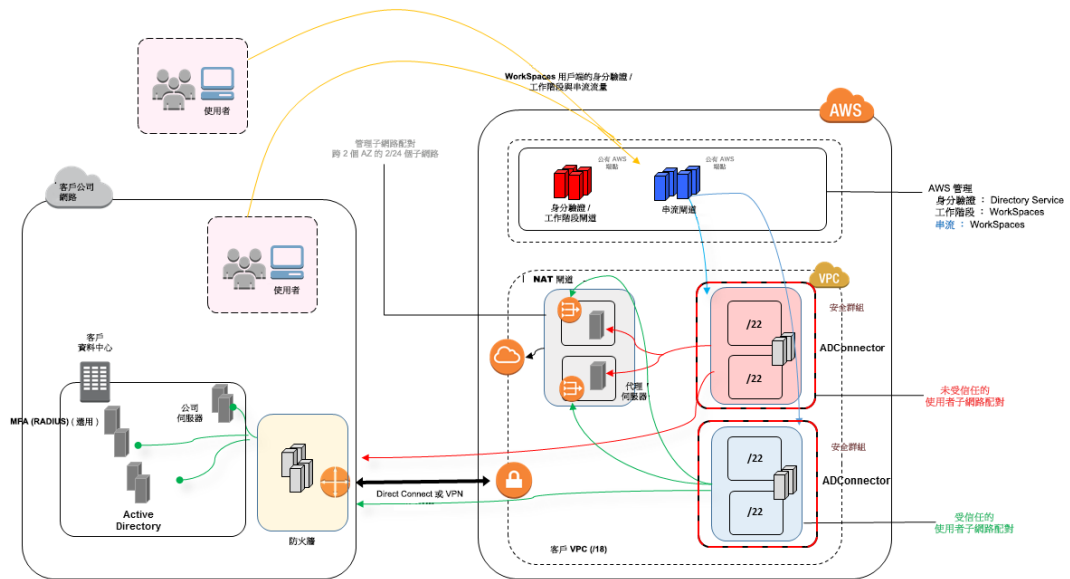 使用者
WorkSpaces 用戶端的身分驗證 /
工作階段與串流流量
AWS
管理子網路配對
跨 2 個 AZ 的 2/24 個子網路
公有 AWS
端點
公有 AWS
端點
身分驗證 /
工作階段閘道
串流閘道
AWS 管理
身分驗證 : Directory Service
工作階段 : WorkSpaces
串流 : WorkSpaces
客戶公司
網路
使用者
NAT 閘道
VPC
安全群組
/22
/22
ADConnector
代理
伺服器
未受信任的
使用者子網路配對
客戶
資料中心
公司
伺服器
MFA (RADIUS) ( 適用 )
Active
Directory
防火牆
Direct Connect 或 VPN
安全群組
/22
/22
ADConnector
受信任的
使用者子網路配對
客戶 VPC (/18)